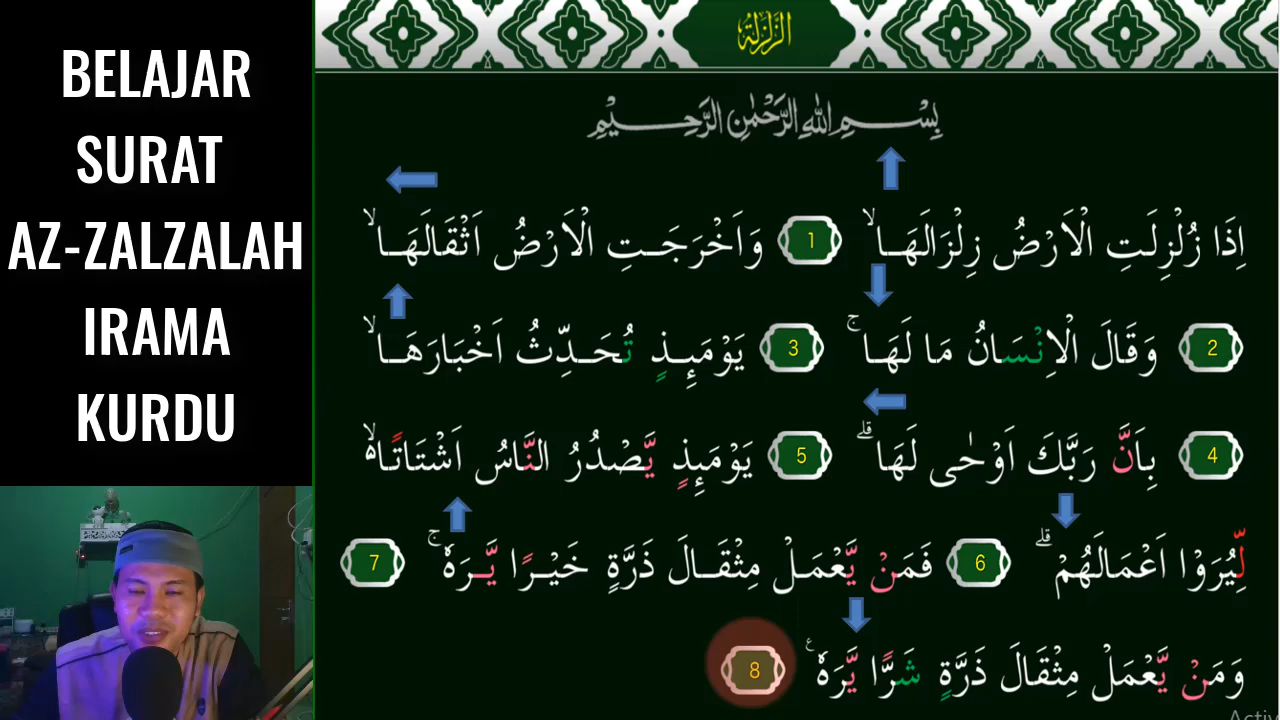 BELAJAR
SURAT
AZ-ZALZALAH
IRAMA
KURDU
الزلزلة
بِسْمِ اللّٰهِ الرَّحْمٰنِ الرَّحِيْمِ
اِذَا زُلْزِلَتِ الْاَرْضُ زِلْزَالَهَاۙ 1 وَاَخْرَجَتِ الْاَرْضُ اَثْقَالَهَاۙ
2 وَقَالَ الْاِنْسَانُ مَا لَهَاۚ 3 يَوْمَىِٕذٍ تُحَدِّثُ اَخْبَارَهَاۙ
4 بِاَنَّ رَبَّكَ اَوْحٰى لَهَاۗ 5 يَوْمَىِٕذٍ يَّصْدُرُ النَّاسُ اَشْتَاتًا ەۙ
لِّيُرَوْا اَعْمَالَهُمْۗ 6 فَمَنْ يَّعْمَلْ مِثْقَالَ ذَرَّةٍ خَيْرًا يَّرَهٗۚ 7
وَمَنْ يَّعْمَلْ مِثْقَالَ ذَرَّةٍ شَرًّا يَّرَهٗ ࣖ 8